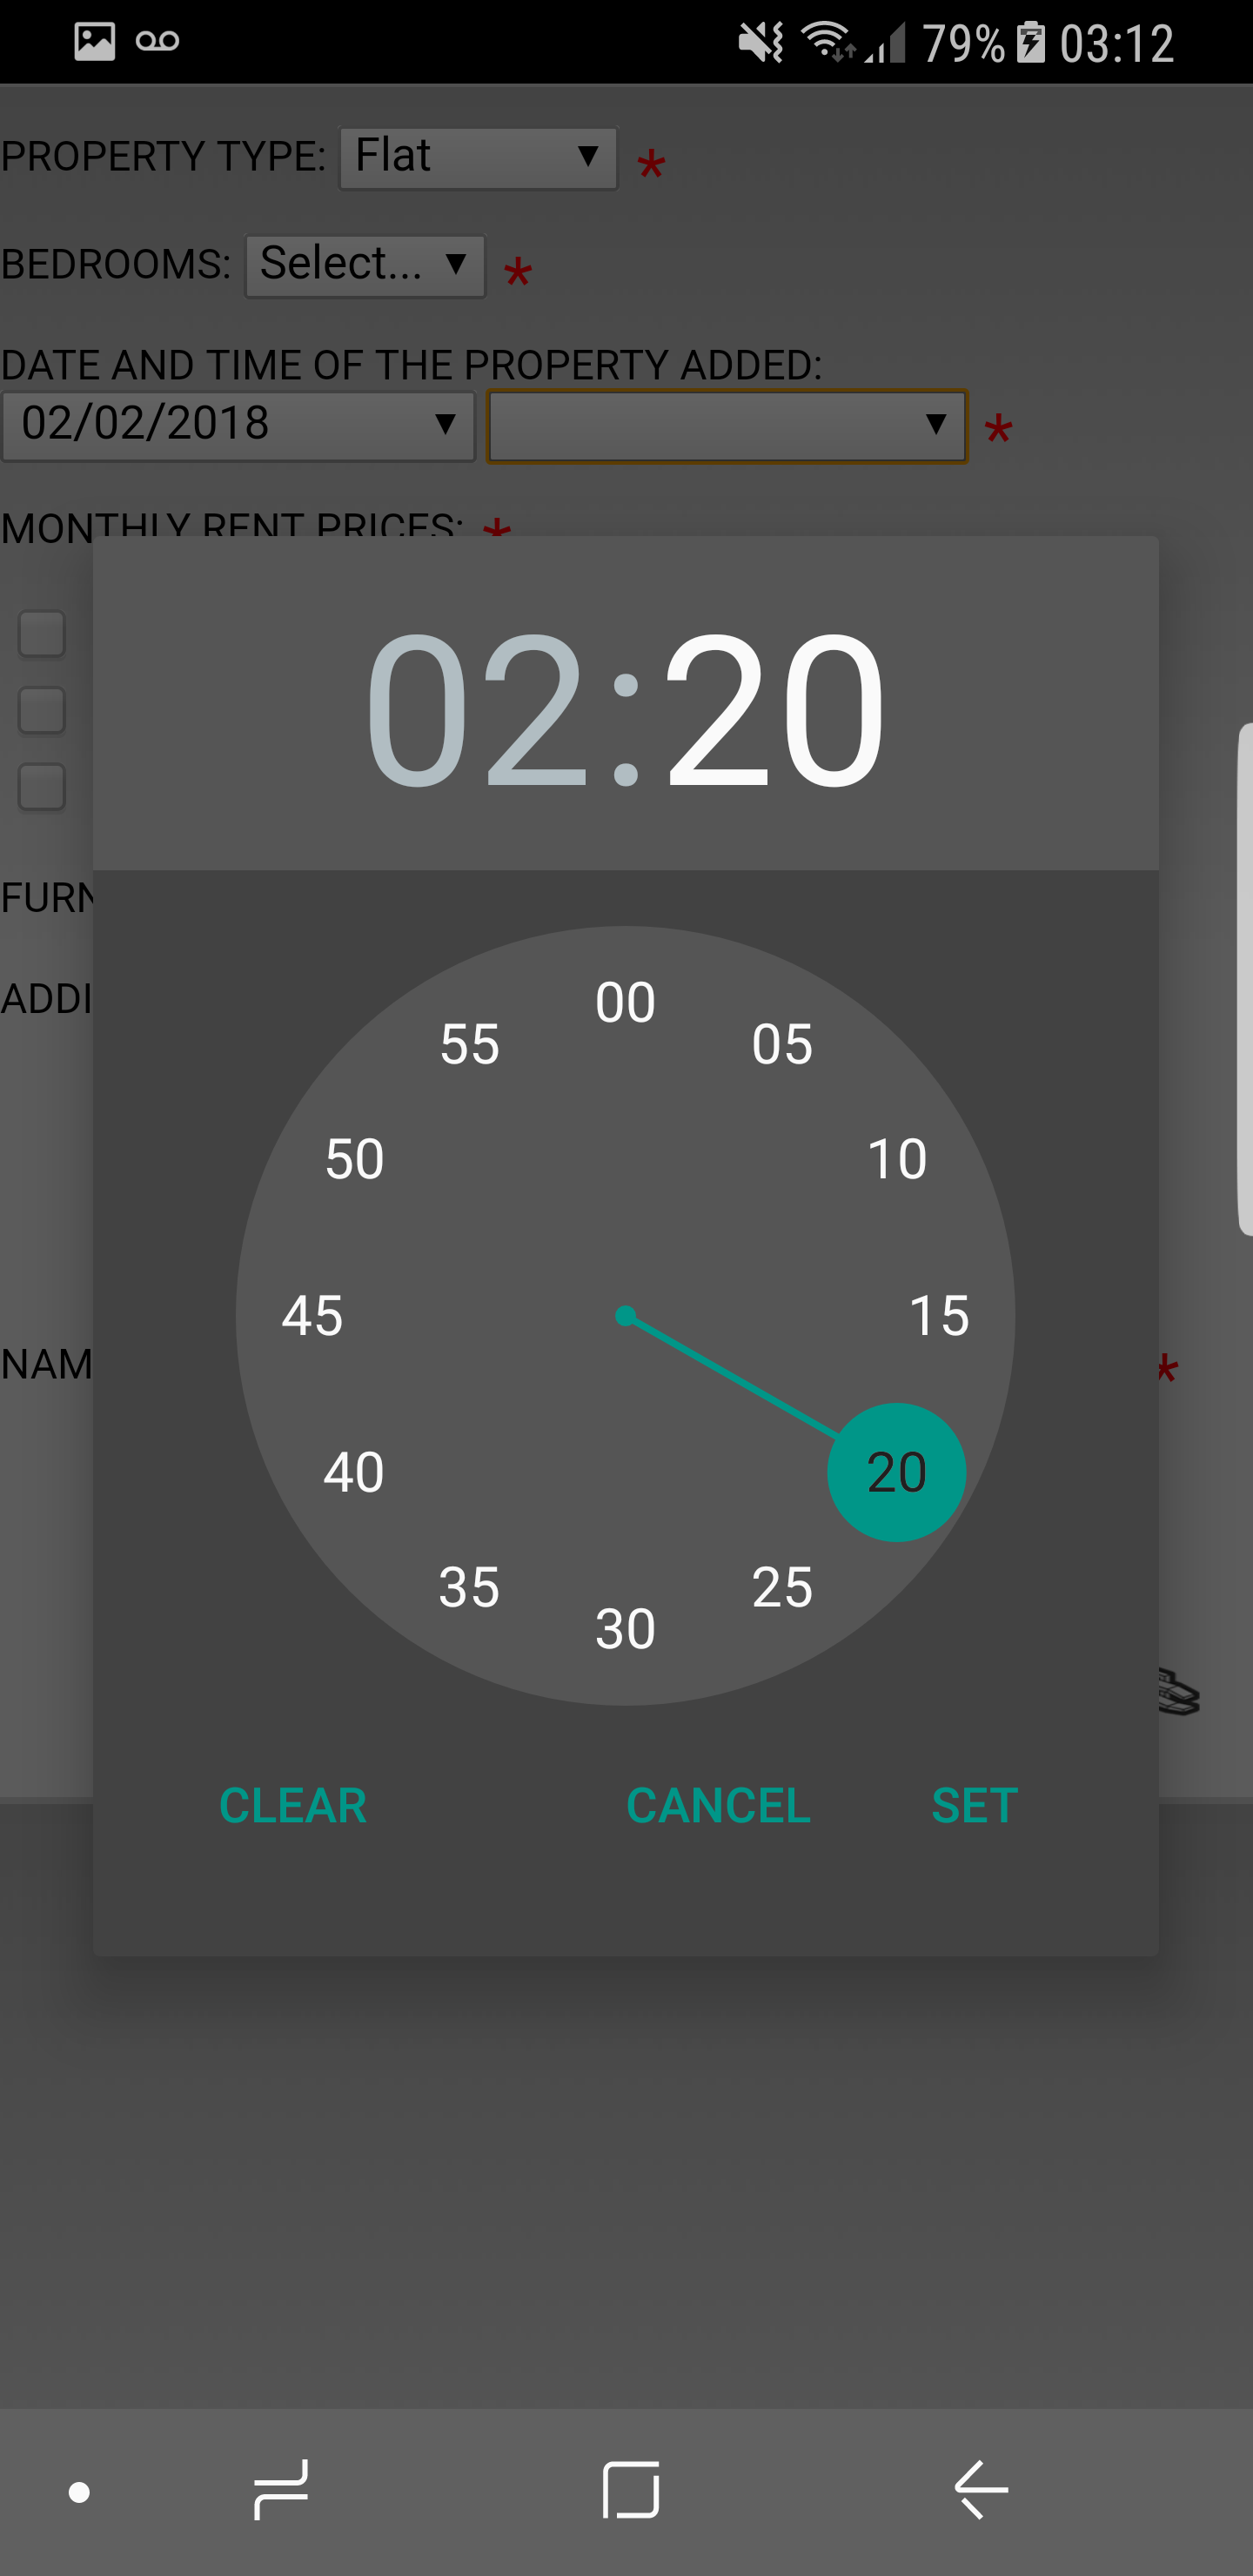 79% 03:12
PROPERTY TYPE: Flat ▼ *
BEDROOMS: Select... ▼ *
DATE AND TIME OF THE PROPERTY ADDED:
02/02/2018 ▼ ▼ *
MONTHLY RENT PRICES: *
02:20
FURN
ADDI
NAM *
00
55 05
50 10
45 15
40 20
35 25
30
CLEAR CANCEL SET